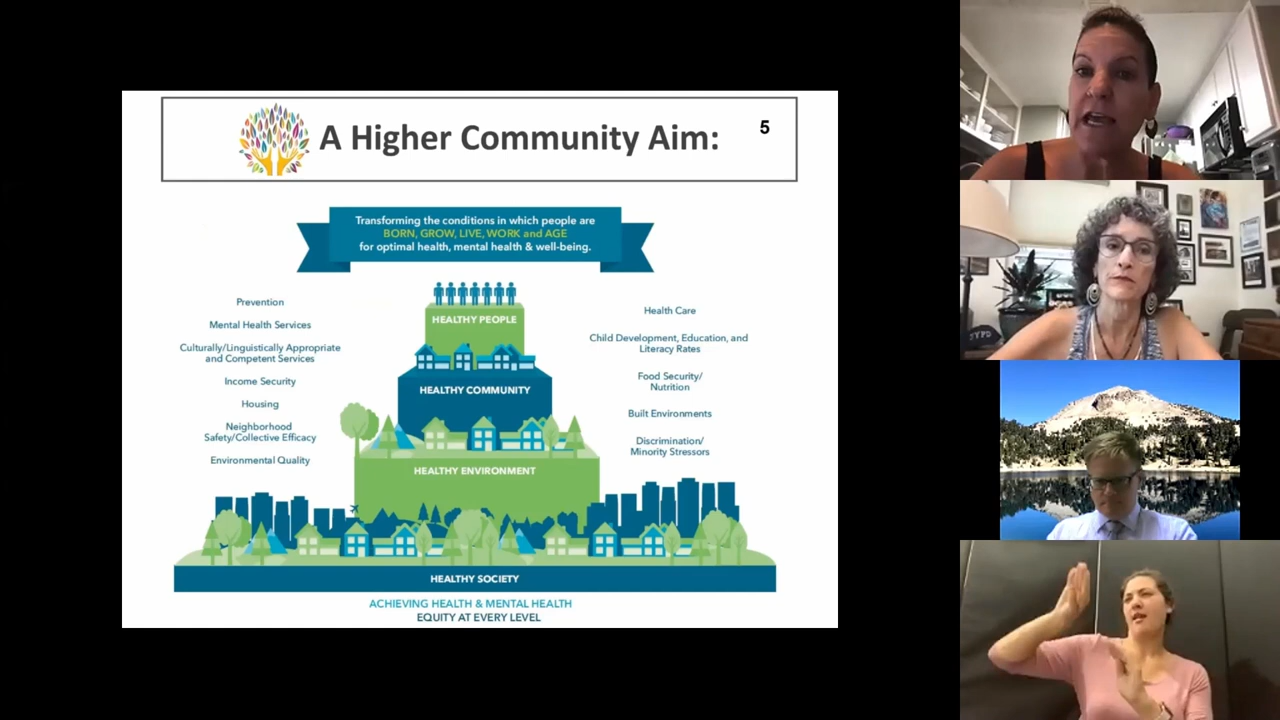 A Higher Community Aim:
5
Transforming the conditions in which people are
BORN, GROW, LIVE, WORK and AGE
for optimal health, mental health & well-being.
Prevention
Mental Health Services
Culturally/Linguistically Appropriate
and Competent Services
Income Security
Housing
Neighborhood
Safety/Collective Efficacy
Environmental Quality
HEALTHY PEOPLE
HEALTHY COMMUNITY
HEALTHY ENVIRONMENT
Health Care
Child Development, Education, and
Literacy Rates
Food Security/
Nutrition
Built Environments
Discrimination/
Minority Stressors
HEALTHY SOCIETY
ACHIEVING HEALTH & MENTAL HEALTH
EQUITY AT EVERY LEVEL